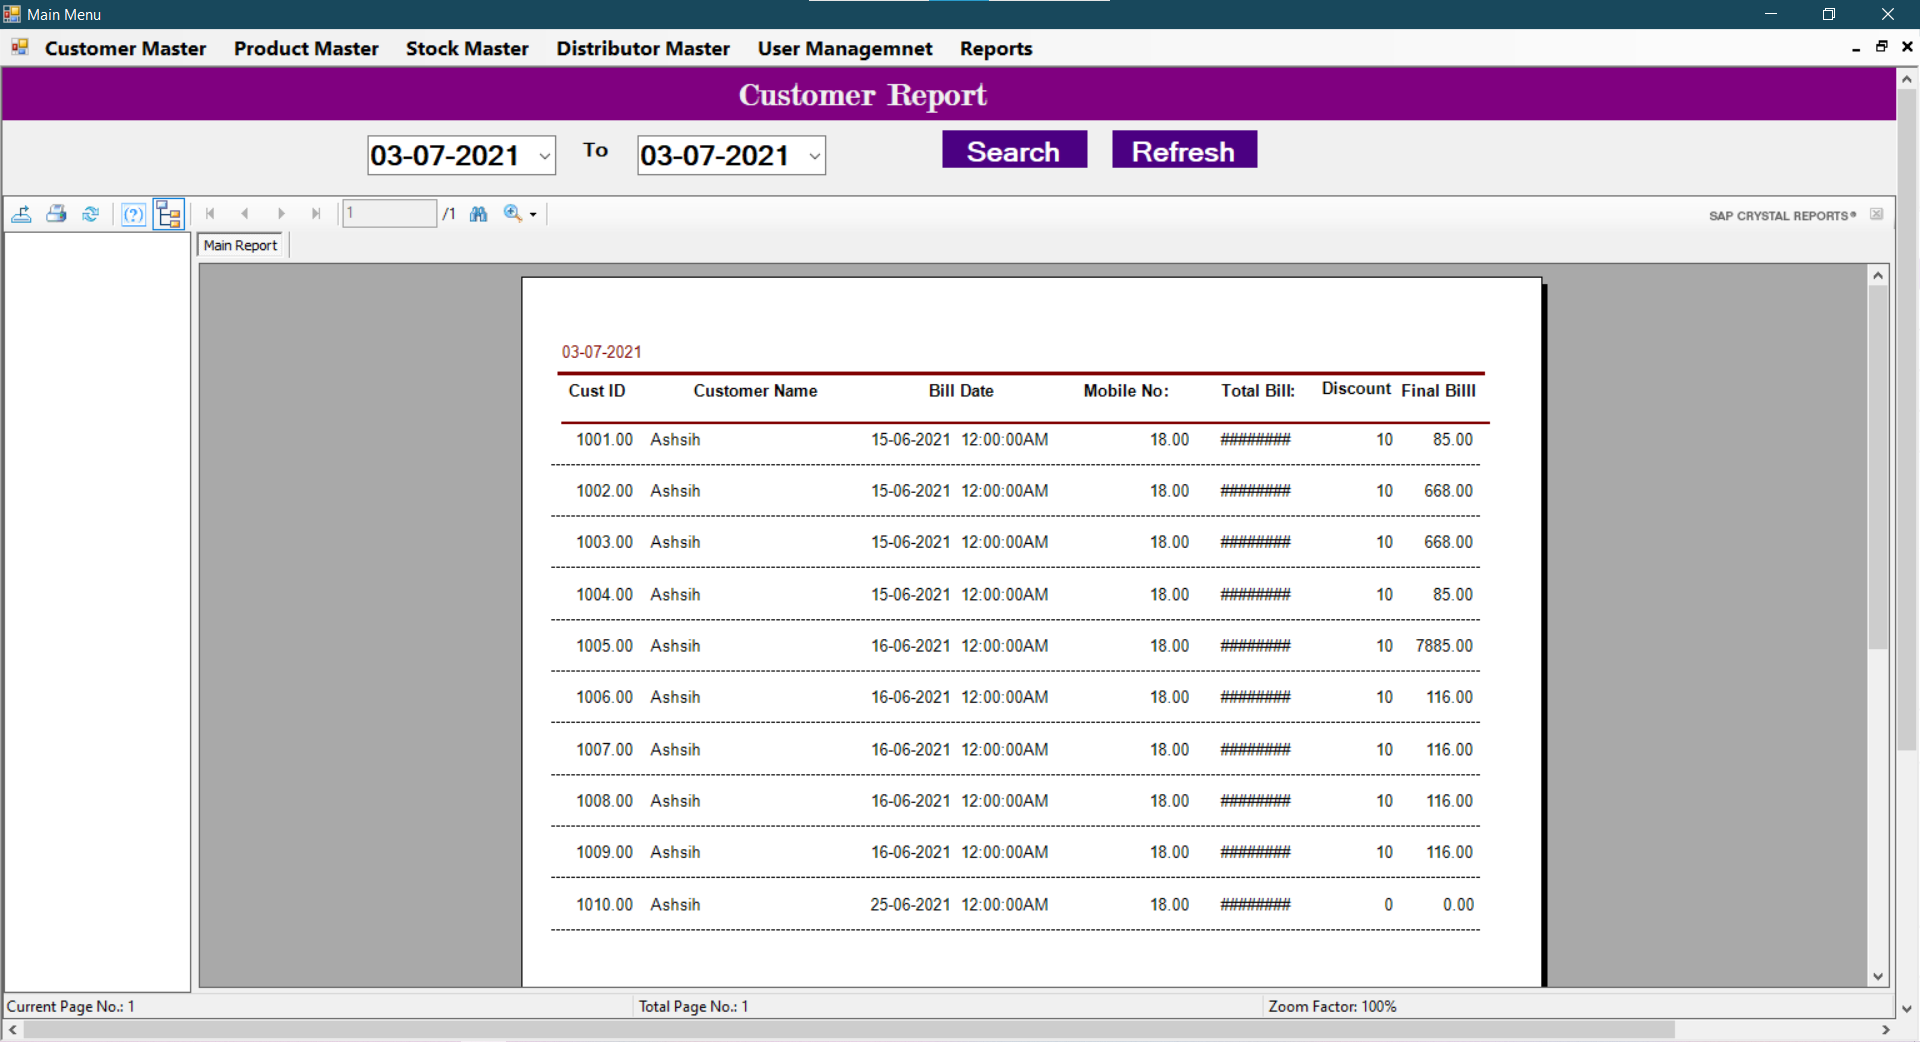 Main Menu
Customer Master Product Master Stock Master Distributor Master User Managemnet Reports
Customer Report
03-07-2021 To 03-07-2021 Search Refresh
1 /1
SAP CRYSTAL REPORTS®
Main Report
03-07-2021
Cust ID Customer Name Bill Date Mobile No: Total Bill: Discount Final Billl
1001.00 Ashsih 15-06-2021 12:00:00AM 18.00 ######## 10 85.00
1002.00 Ashsih 15-06-2021 12:00:00AM 18.00 ######## 10 668.00
1003.00 Ashsih 15-06-2021 12:00:00AM 18.00 ######## 10 668.00
1004.00 Ashsih 15-06-2021 12:00:00AM 18.00 ######## 10 85.00
1005.00 Ashsih 16-06-2021 12:00:00AM 18.00 ######## 10 7885.00
1006.00 Ashsih 16-06-2021 12:00:00AM 18.00 ######## 10 116.00
1007.00 Ashsih 16-06-2021 12:00:00AM 18.00 ######## 10 116.00
1008.00 Ashsih 16-06-2021 12:00:00AM 18.00 ######## 10 116.00
1009.00 Ashsih 16-06-2021 12:00:00AM 18.00 ######## 10 116.00
1010.00 Ashsih 25-06-2021 12:00:00AM 18.00 ######## 0 0.00
Current Page No.: 1 Total Page No.: 1 Zoom Factor: 100%